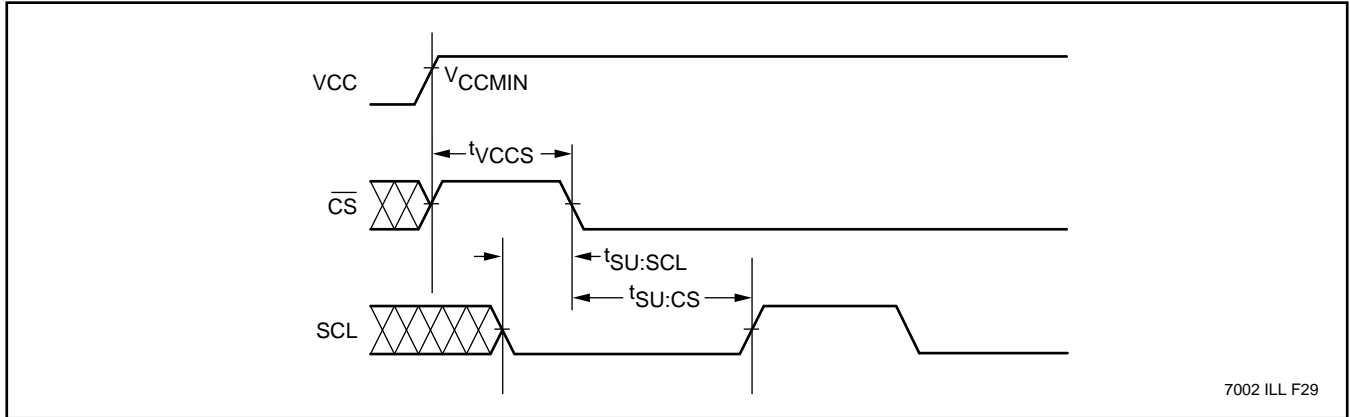 VCC
VCCMIN
tVCCS
CS
tSU:SCL
tSU:CS
SCL
7002 ILL F29